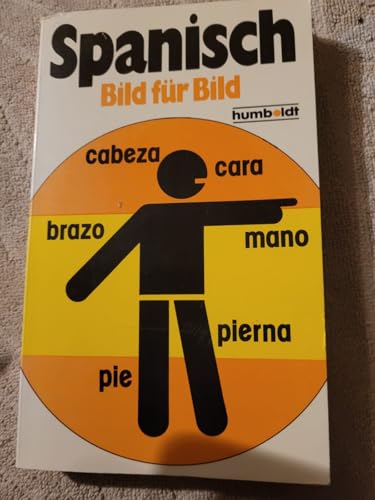 Spanisch
Bild für Bild
humboldt
cabeza
cara
brazo
mano
pierna
pie